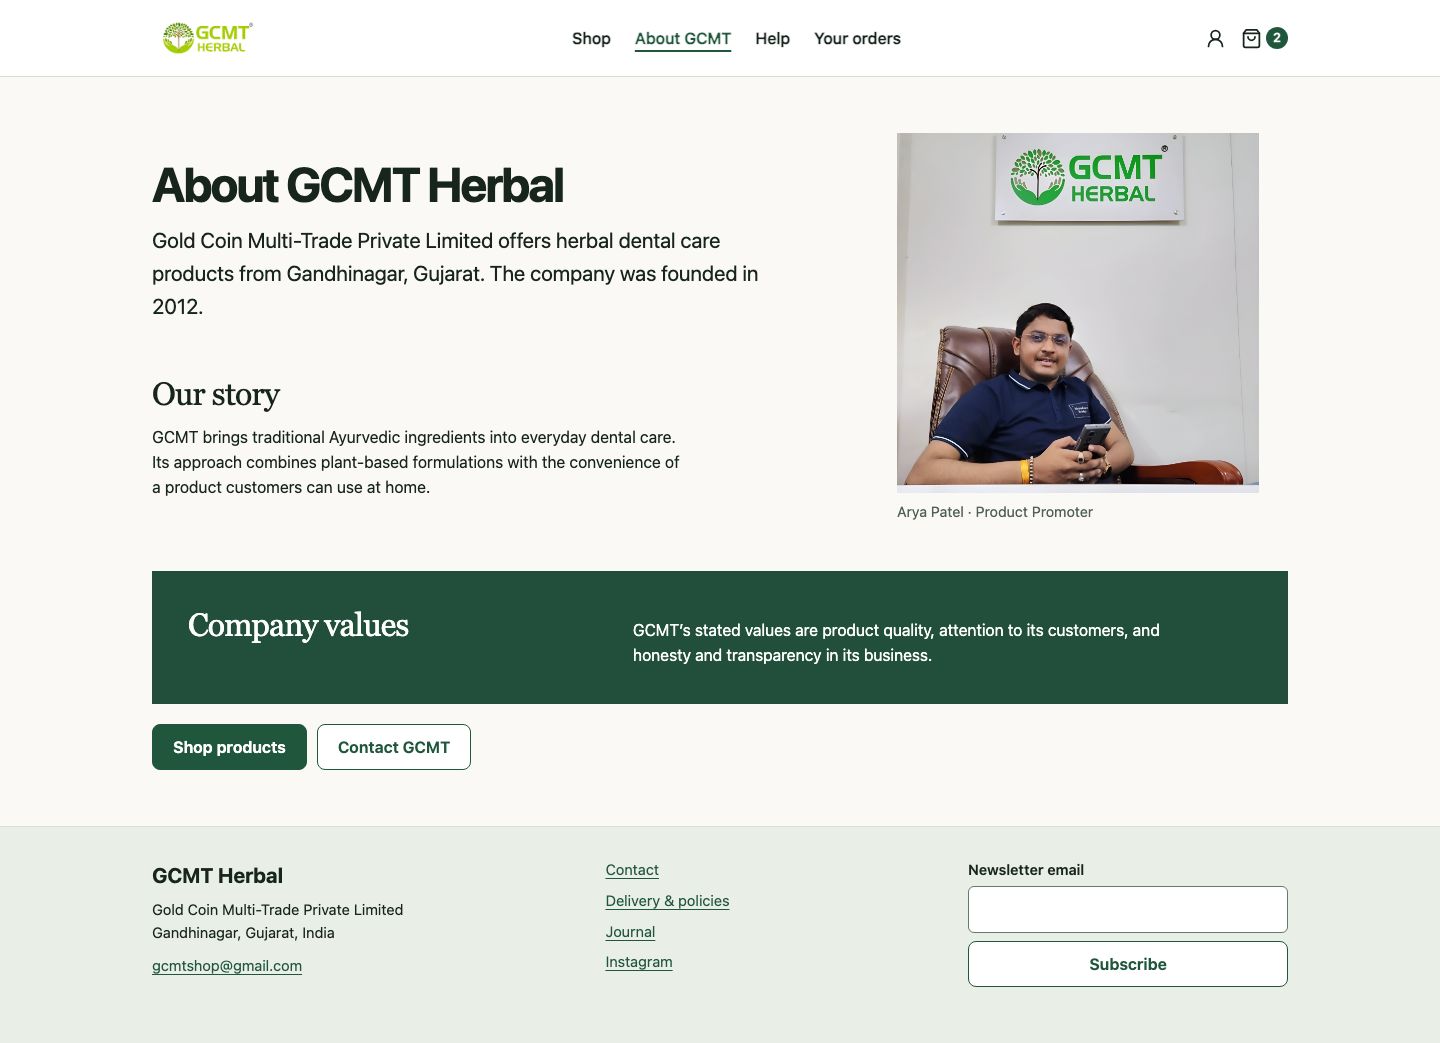 GCMT®
HERBAL
Shop
About GCMT
Help
Your orders
2
About GCMT Herbal
Gold Coin Multi-Trade Private Limited offers herbal dental care
products from Gandhinagar, Gujarat. The company was founded in
2012.
Our story
GCMT brings traditional Ayurvedic ingredients into everyday dental care.
Its approach combines plant-based formulations with the convenience of
a product customers can use at home.
GCMT®
HERBAL
Arya Patel · Product Promoter
Company values
GCMT’s stated values are product quality, attention to its customers, and
honesty and transparency in its business.
Shop products
Contact GCMT
GCMT Herbal
Gold Coin Multi-Trade Private Limited
Gandhinagar, Gujarat, India
gcmtshop@gmail.com
Contact
Delivery & policies
Journal
Instagram
Newsletter email
Subscribe